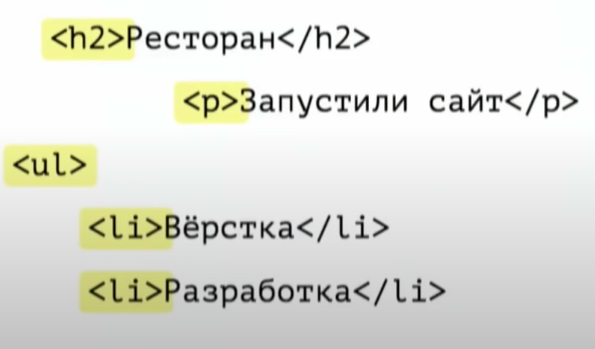 <h2>Ресторан</h2>
<p>Запустили сайт</p>
<ul>
<li>Вёрстка</li>
<li>Разработка</li>